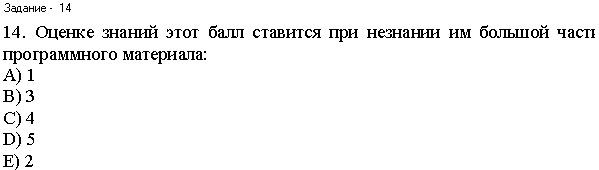 Задание - 14
14. Оценке знаний этот балл ставится при незнании им большой части
программного материала:
A) 1
B) 3
C) 4
D) 5
E) 2